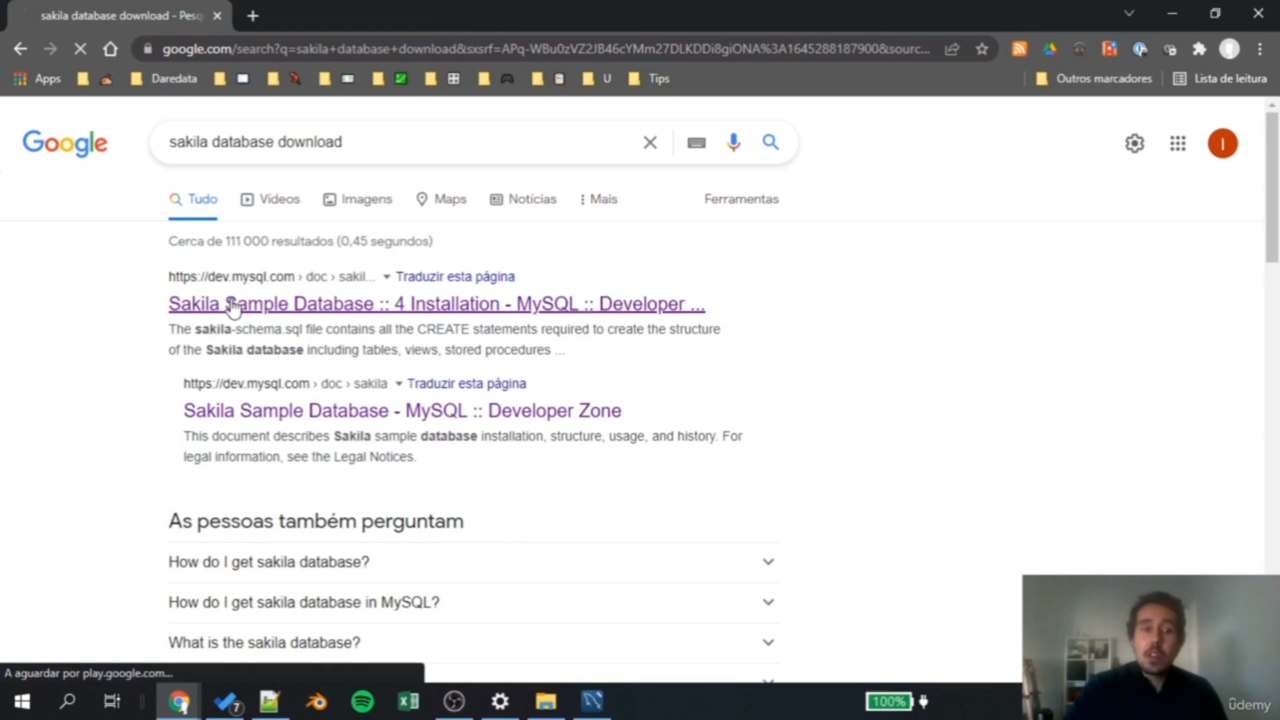 sakila database download - Pesq
google.com/search?q=sakila+database+download&sxsrf=APq-WBu0zVZ2JB46cYMm27DLKDDi8giONA%3A1645288187900&sourc...
Apps
Daredata
U
Tips
Outros marcadores
Lista de leitura
Google
sakila database download
I
Tudo
Vídeos
Imagens
Maps
Notícias
Mais
Ferramentas
Cerca de 111 000 resultados (0,45 segundos)
https://dev.mysql.com › doc › sakil... Traduzir esta página
Sakila Sample Database :: 4 Installation - MySQL :: Developer ...
The sakila-schema.sql file contains all the CREATE statements required to create the structure
of the Sakila database including tables, views, stored procedures ...
https://dev.mysql.com › doc › sakila Traduzir esta página
Sakila Sample Database - MySQL :: Developer Zone
This document describes Sakila sample database installation, structure, usage, and history. For
legal information, see the Legal Notices.
As pessoas também perguntam
How do I get sakila database?
How do I get sakila database in MySQL?
What is the sakila database?
A aguardar por play.google.com...
7
100%
ûdemy